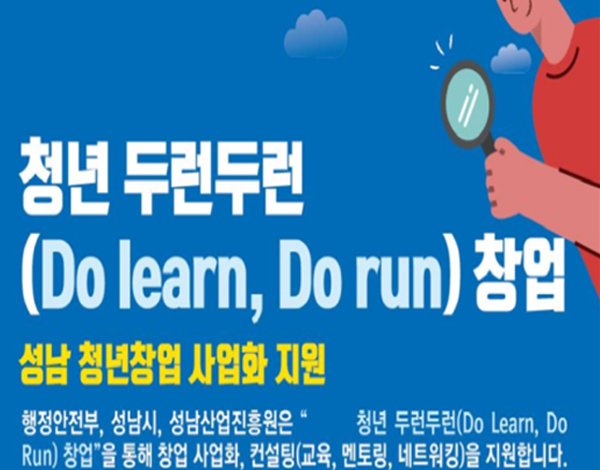 청년 두런두런
(Do learn, Do run) 창업
성남 청년창업 사업화 지원
행정안전부, 성남시, 성남산업진흥원은 “ 청년 두런두런(Do Learn, Do
Run) 창업”을 통해 창업 사업화, 컨설팅(교육, 멘토링, 네트워킹)을 지원합니다.